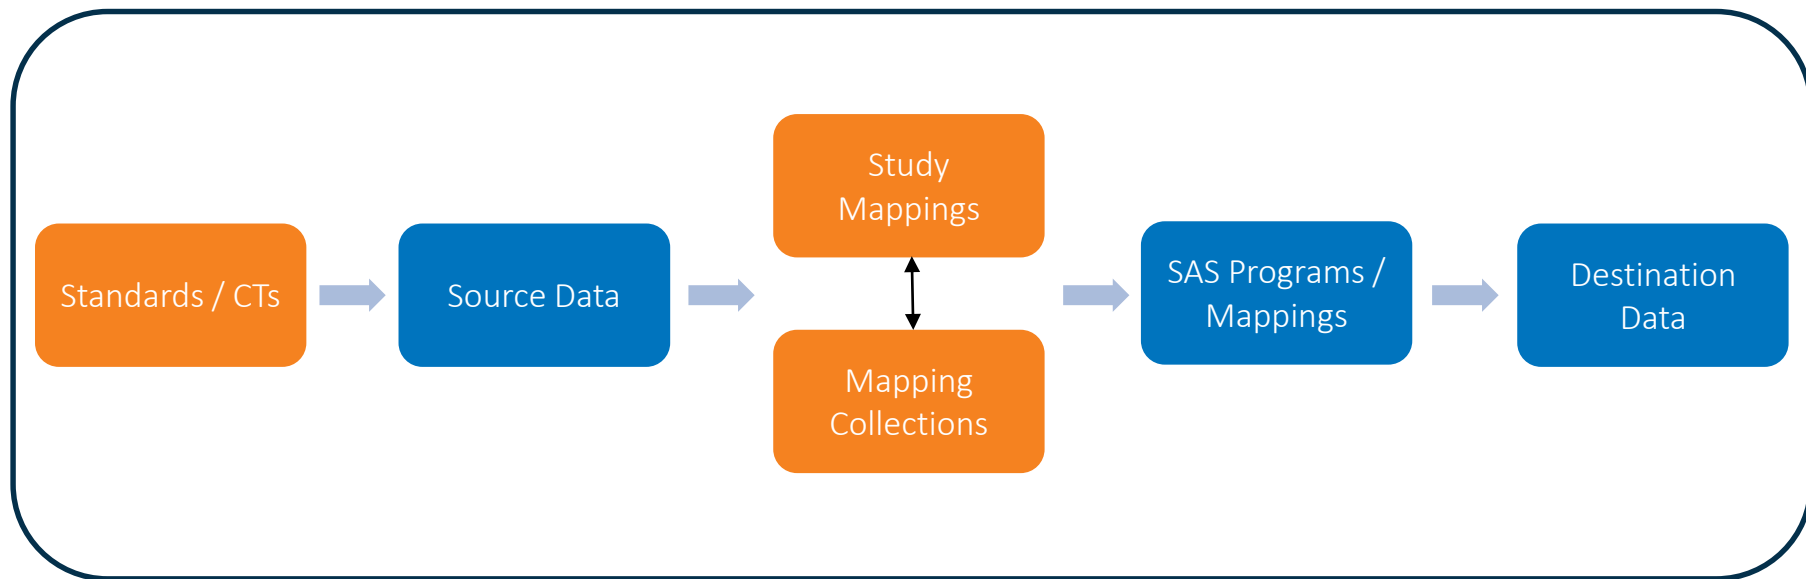 Standards / CTs
Source Data
Study
Mappings
Mapping
Collections
SAS Programs /
Mappings
Destination
Data